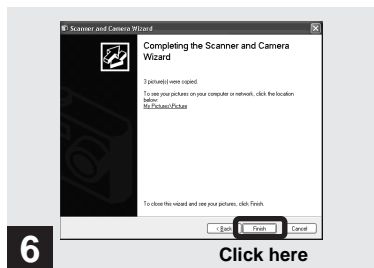 Scanner and Camera Wizard
Completing the Scanner and Camera
Wizard
3 picture(s) were copied.
To see your pictures on your computer or network, click the location
below:
My Pictures\Picture
To close this wizard and see your pictures, click Finish.
< Back Finish Cancel
6 Click here